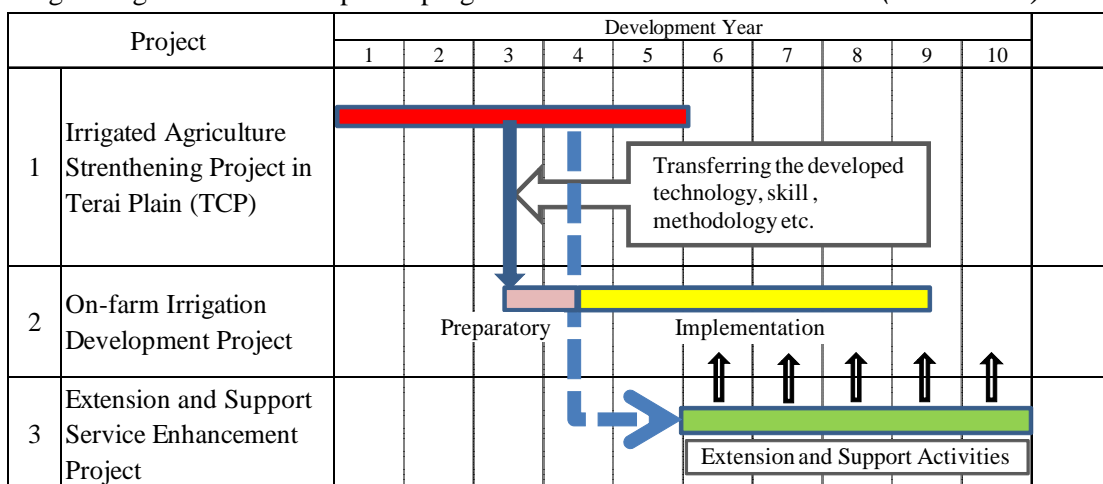 Project
Development Year
1 2 3 4 5 6 7 8 9 10
1
Irrigated Agriculture
Strenthening Project in
Terai Plain (TCP)
Transferring the developed
technology, skill ,
methodology etc.
2
On-farm Irrigation
Development Project
Preparatory
Implementation
3
Extension and Support
Service Enhancement
Project
Extension and Support Activities